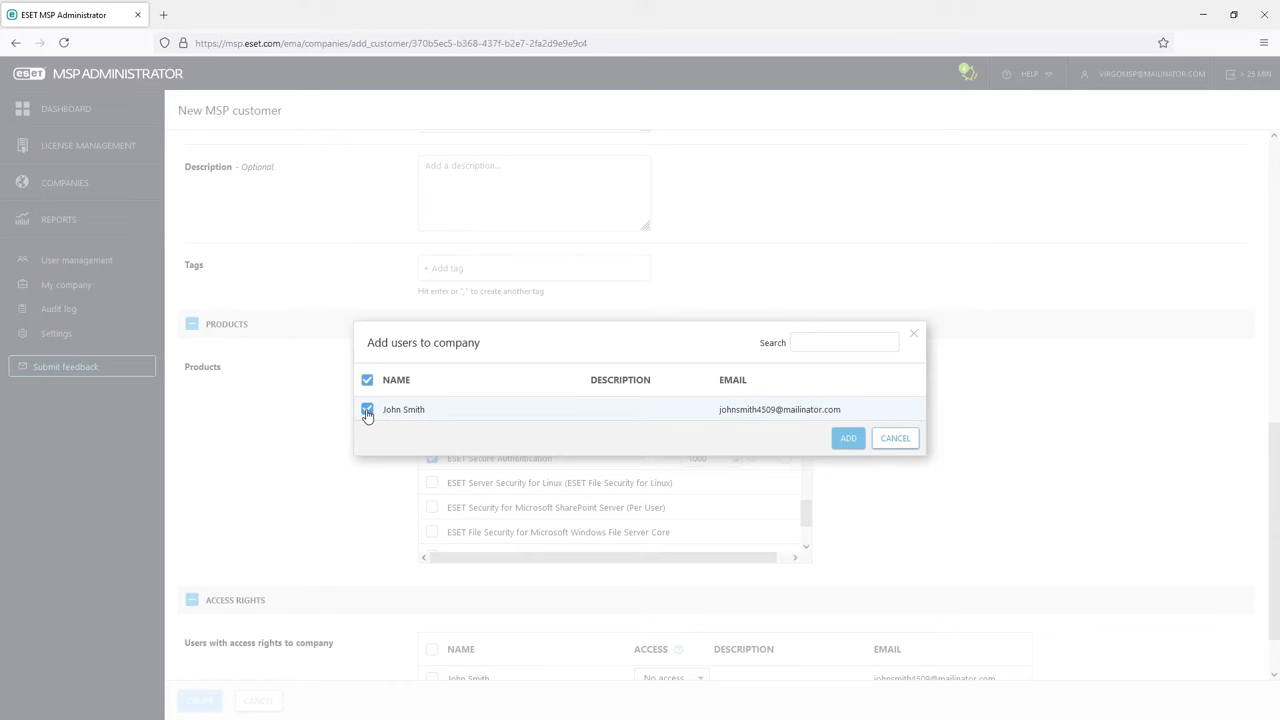 ESET MSP Administrator
https://msp.eset.com/ema/companies/add_customer/370b5ec5-b368-437f-b2e7-2fa2d9e9e9c4
eset MSP ADMINISTRATOR
4
HELP
VIRGOMSP@MAILINATOR.COM
> 25 MIN
DASHBOARD
LICENSE MANAGEMENT
COMPANIES
REPORTS
User management
My company
Audit log
Settings
Submit feedback
New MSP customer
Description - Optional
Add a description...
Tags
+ Add tag
Hit enter or "," to create another tag
PRODUCTS
Products
Add users to company
Search
NAME DESCRIPTION EMAIL
John Smith johnsmith4509@mailinator.com
ADD CANCEL
ESET Secure Authentication 1000
ESET Server Security for Linux (ESET File Security for Linux)
ESET Security for Microsoft SharePoint Server (Per User)
ESET File Security for Microsoft Windows File Server Core
ACCESS RIGHTS
Users with access rights to company
NAME ACCESS DESCRIPTION EMAIL
John Smith No access johnsmith4509@mailinator.com
CREATE CANCEL